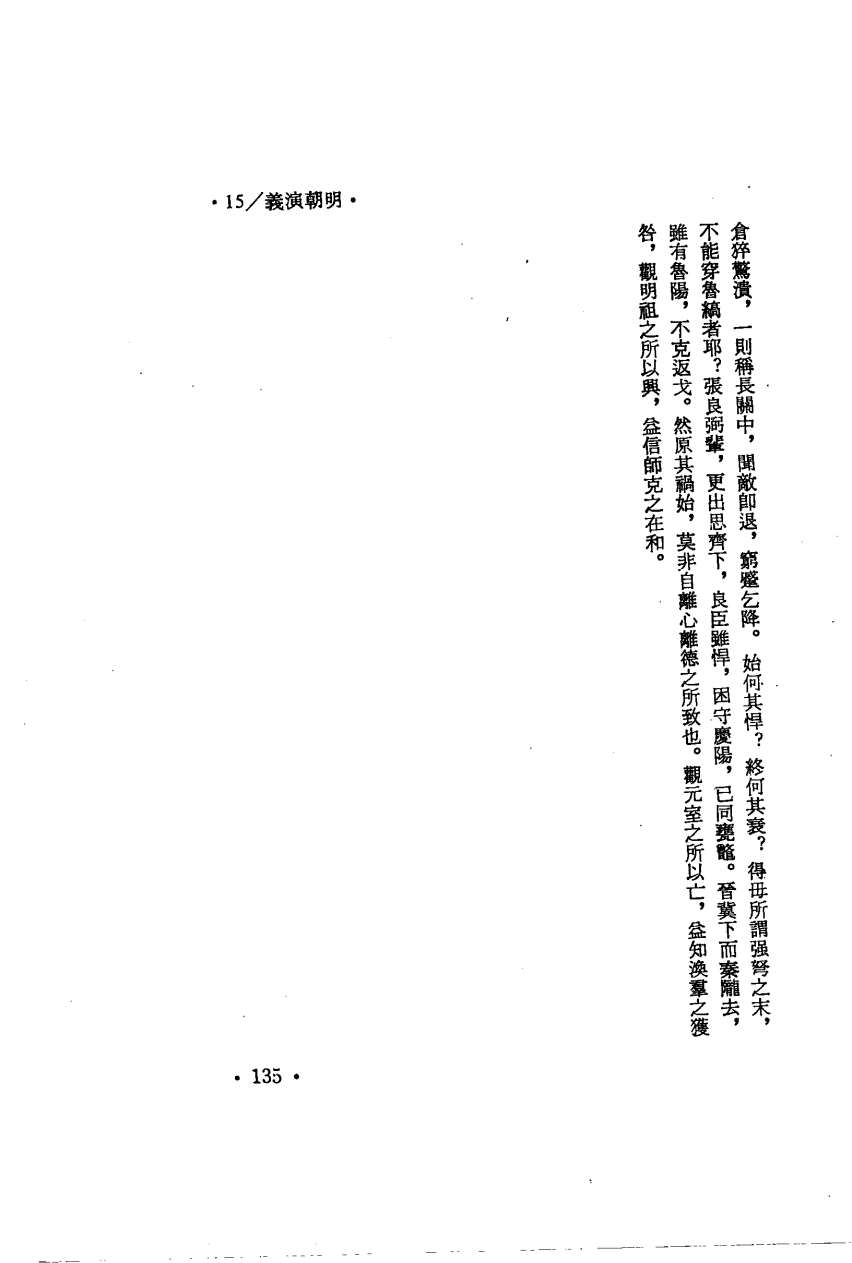 •15/義演朝明•
倉猝驚潰，一則稱長關中，聞敵卽退，窮蹙乞降。始何其悍？終何其衰？得毋所謂强弩之末，
不能穿魯縞者耶？張良弼輩，更出思齊下，良臣雖悍，困守慶陽，已同甕鼈。晉冀下而秦隴去，
雖有魯陽，不克返戈。然原其禍始，莫非自離心離德之所致也。觀元室之所以亡，益知渙羣之獲
咎，觀明祖之所以興，益信師克之在和。
•135•